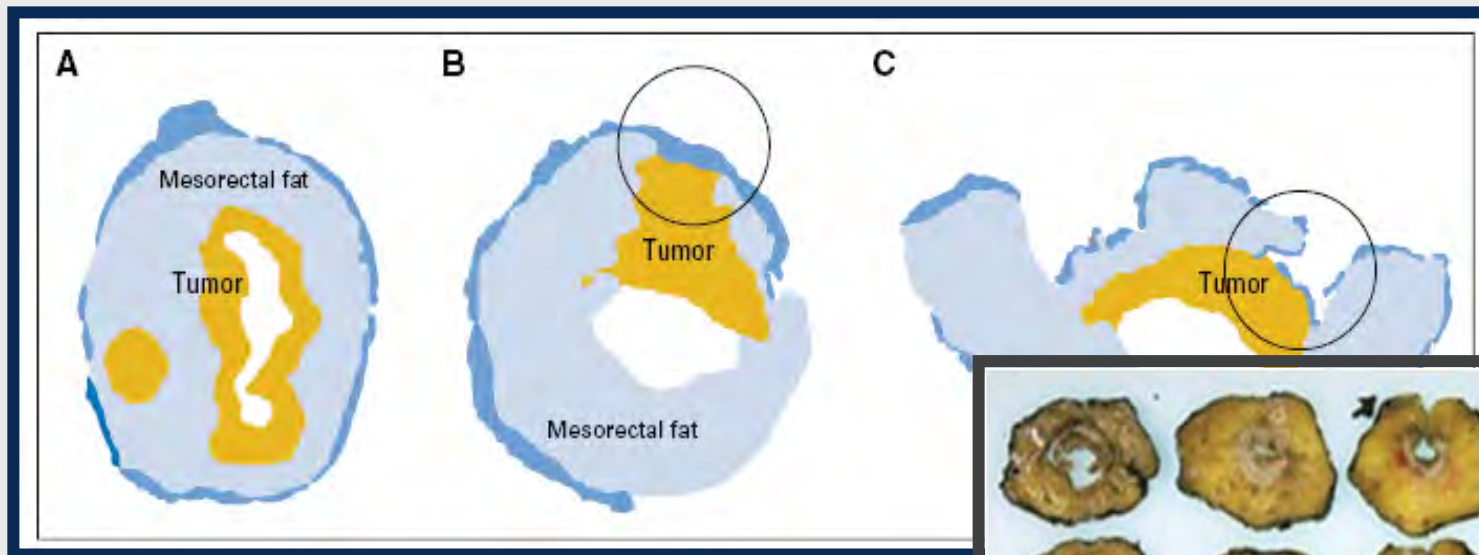 A
B
C
Mesorectal fat
Tumor
Tumor
Mesorectal fat
Tumor